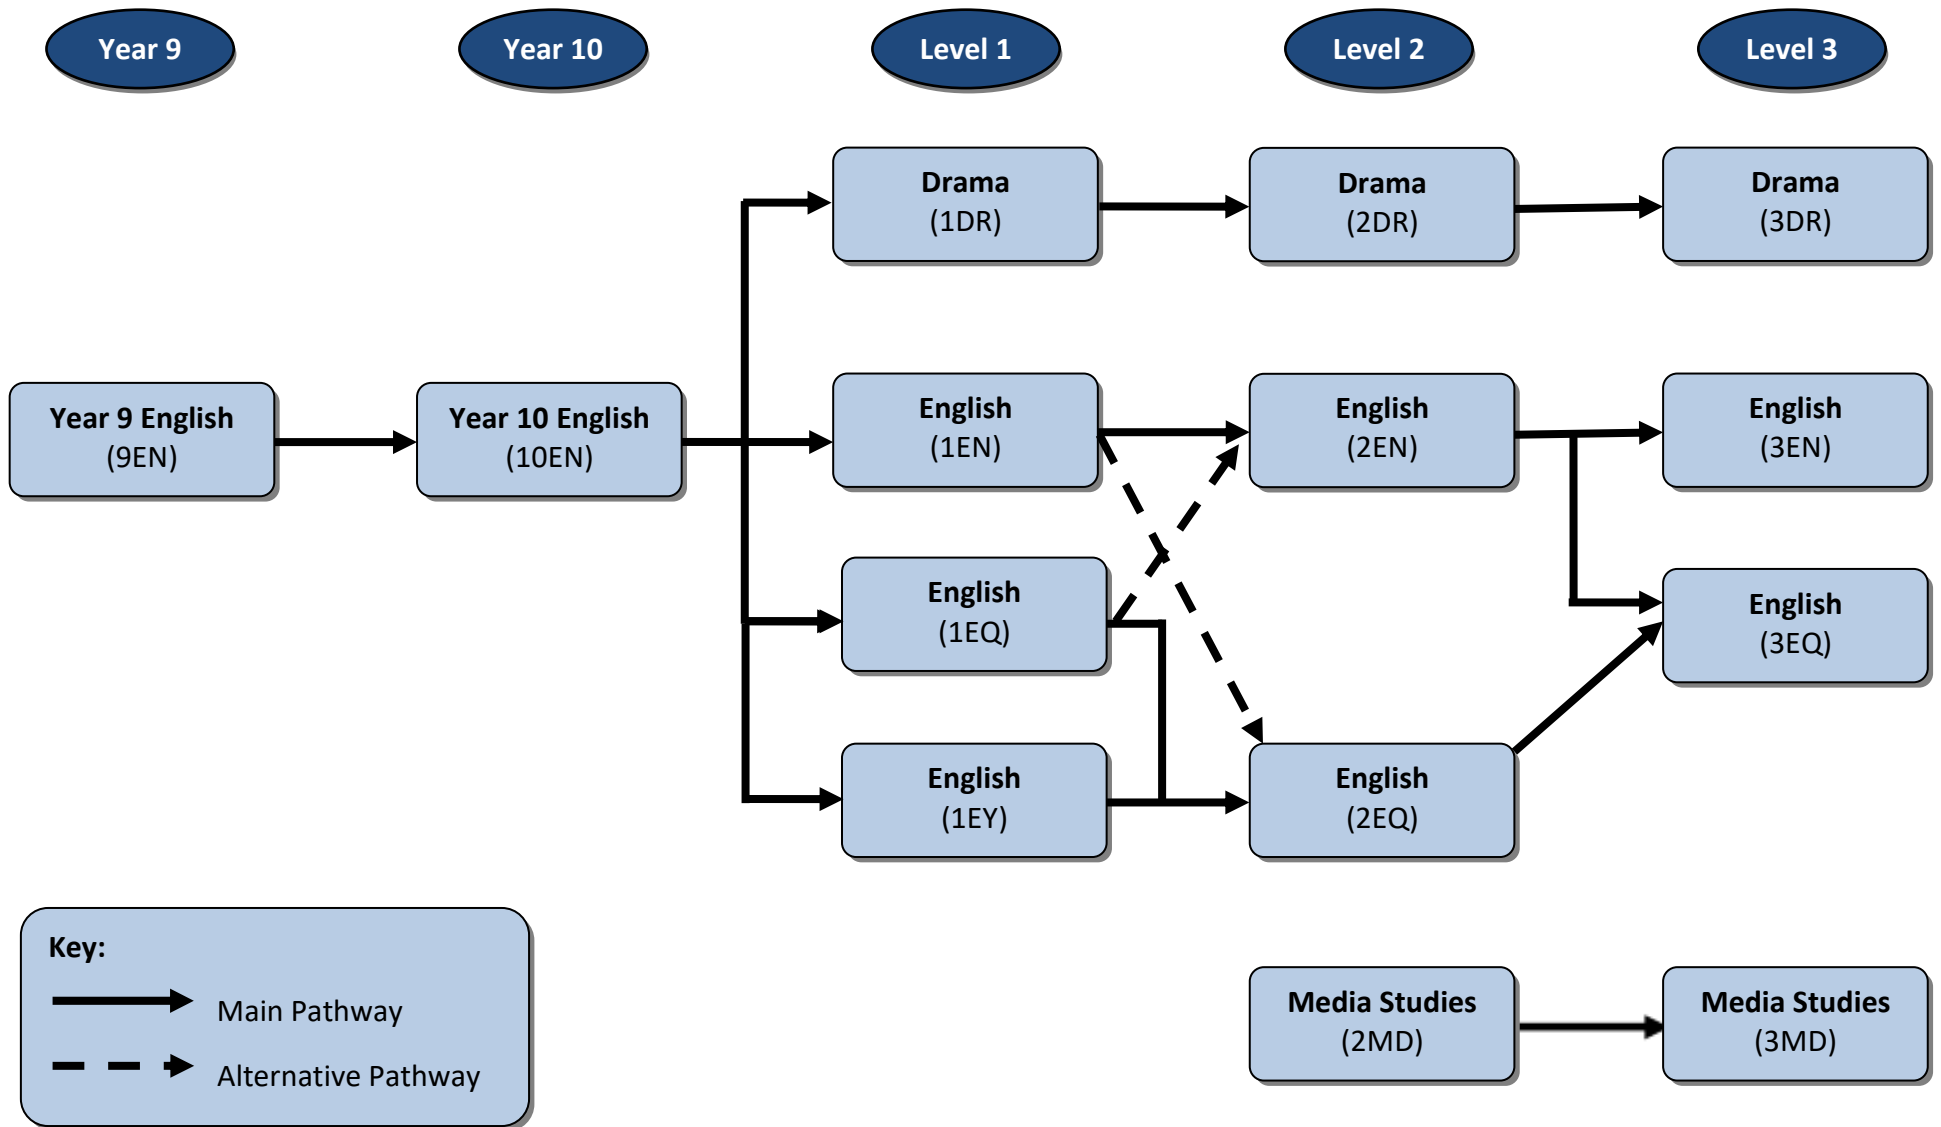 Year 9
Year 10
Level 1
Level 2
Level 3
Drama
(1DR)
Drama
(2DR)
Drama
(3DR)
Year 9 English
(9EN)
Year 10 English
(10EN)
English
(1EN)
English
(2EN)
English
(3EN)
English
(1EQ)
English
(3EQ)
English
(1EY)
English
(2EQ)
Media Studies
(2MD)
Media Studies
(3MD)
Key:
Main Pathway
Alternative Pathway